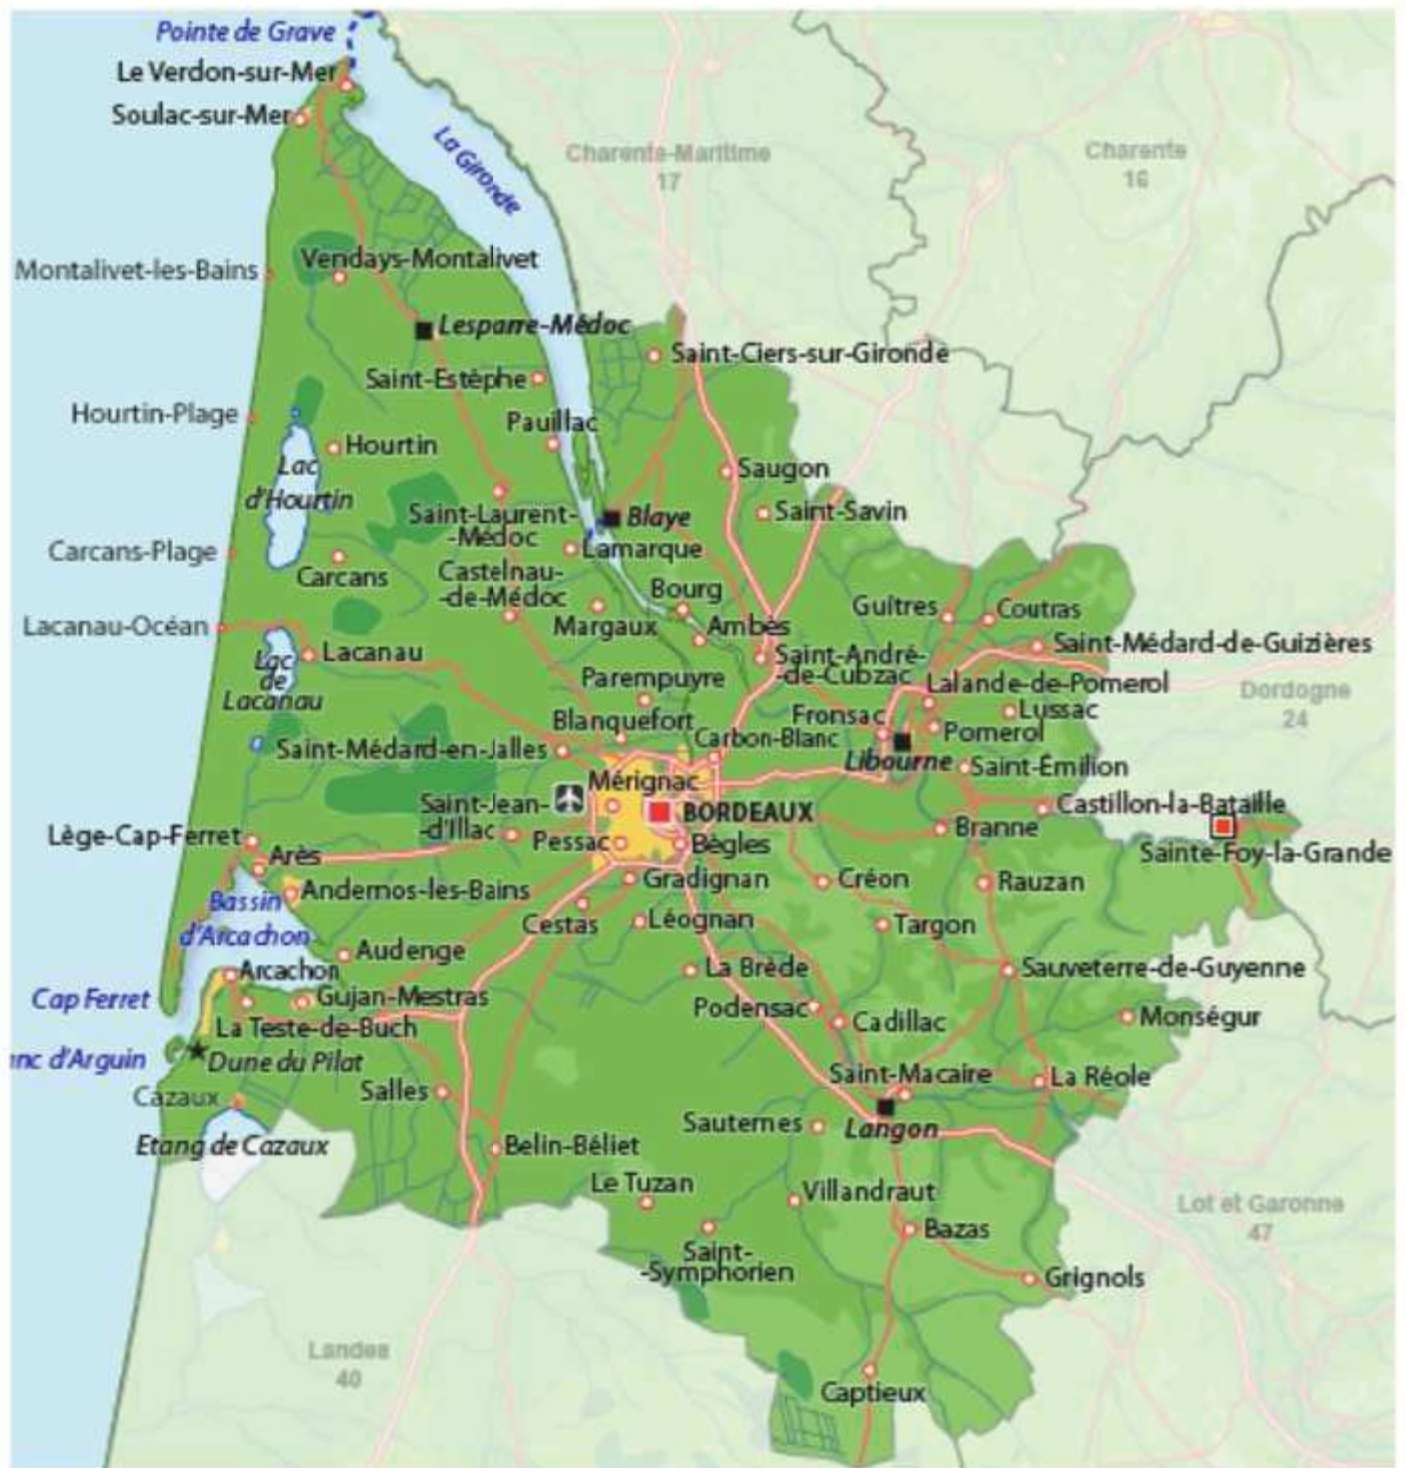 Pointe de Grave
Le Verdon-sur-Mer
Soulac-sur-Mer
La Gironde
Charente-Maritime
17
Charente
16
Montalivet-les-Bains
Vendays-Montalivet
Lesparre-Médoc
Saint-Ciers-sur-Gironde
Saint-Estèphe
Hourtin-Plage
Pauillac
Hourtin
Lac
d'Hourtin
Saugon
Saint-Savin
Saint-Laurent-
-Médoc
Blaye
Carcans-Plage
Lamarque
Carcans
Castelnau-
-de-Médoc
Bourg
Margaux
Ambès
Guîtres
Coutras
Lacanau-Océan
Lacanau
Lac
de
Lacanau
Saint-Médard-de-Guizières
Saint-André-
-de-Cubzac
Parempuyre
Lalande-de-Pomerol
Dordogne
24
Lussac
Blanquefort
Fronsac
Pomerol
Carbon-Blanc
Saint-Médard-en-Jalles
Libourne
Saint-Émilion
Mérignac
Saint-Jean-
-d'Illac
BORDEAUX
Castillon-la-Bataille
Branne
Lège-Cap-Ferret
Pessac
Bègles
Sainte-Foy-la-Grande
Arès
Andernos-les-Bains
Gradignan
Créon
Rauzan
Bassin
d'Arcachon
Cestas
Léognan
Targon
Audenge
Arcachon
La Brède
Sauveterre-de-Guyenne
Cap Ferret
Gujan-Mestras
Podensac
Cadillac
Monségur
La Teste-de-Buch
nc d'Arguin
Dune du Pilat
Cazaux
Salles
Saint-Macaire
La Réole
Etang de Cazaux
Sauternes
Langon
Belin-Béliet
Le Tuzan
Villandraut
Lot et Garonne
47
Bazas
Saint-
-Symphorien
Grignols
Landes
40
Captieux